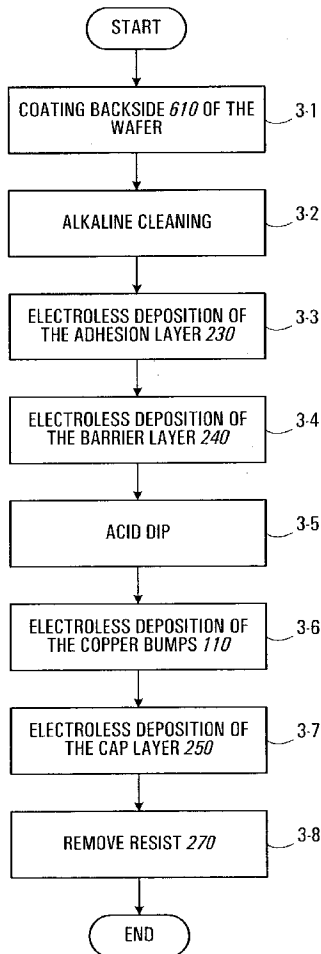 START
COATING BACKSIDE 610 OF THE
WAFER
3-1
ALKALINE CLEANING
3-2
ELECTROLESS DEPOSITION OF
THE ADHESION LAYER 230
3-3
ELECTROLESS DEPOSITION OF
THE BARRIER LAYER 240
3-4
ACID DIP
3-5
ELECTROLESS DEPOSITION OF
THE COPPER BUMPS 110
3-6
ELECTROLESS DEPOSITION OF
THE CAP LAYER 250
3-7
REMOVE RESIST 270
3-8
END